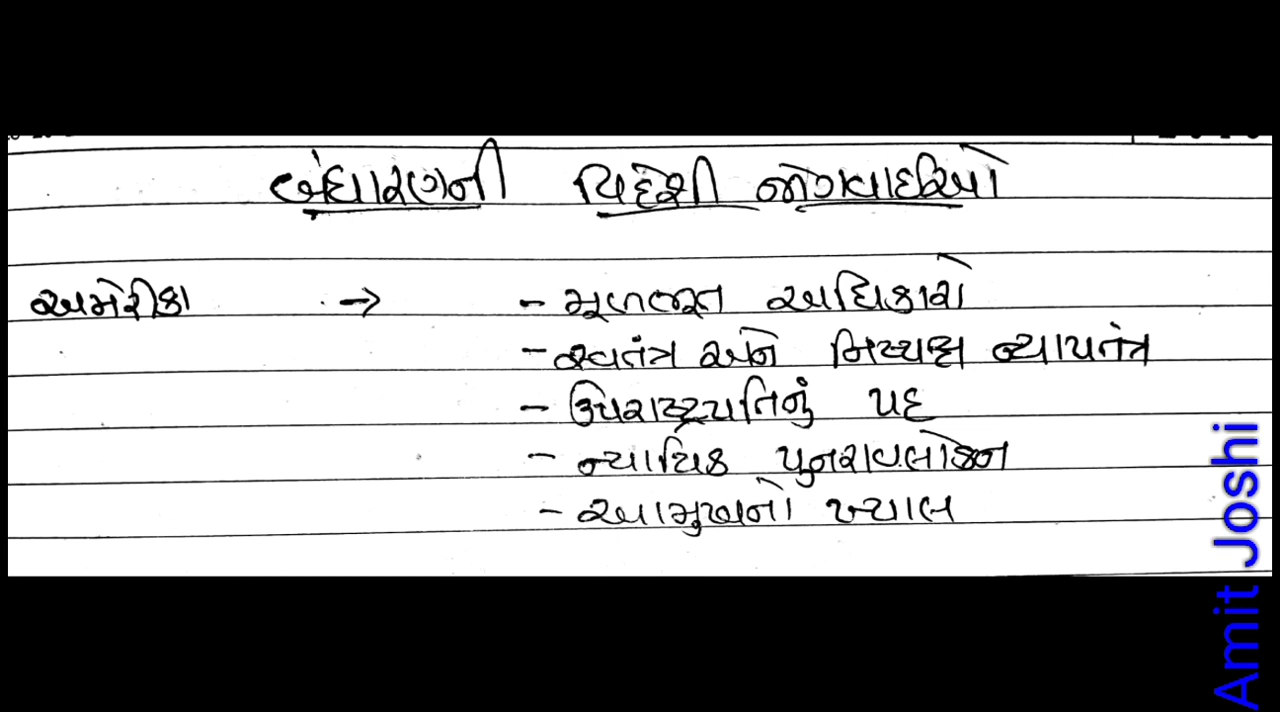 બંધારણની વિદેશી જોગવાઈઓ
અમેરીકા → - મૂળભૂત અધિકારો
- સ્વતંત્ર અને નિષ્પક્ષ ન્યાયતંત્ર
- ઉપરાષ્ટ્રપતિનું પદ
- ન્યાયિક પુનરાવલોકન
- આમુખનો ખ્યાલ
Amit Joshi